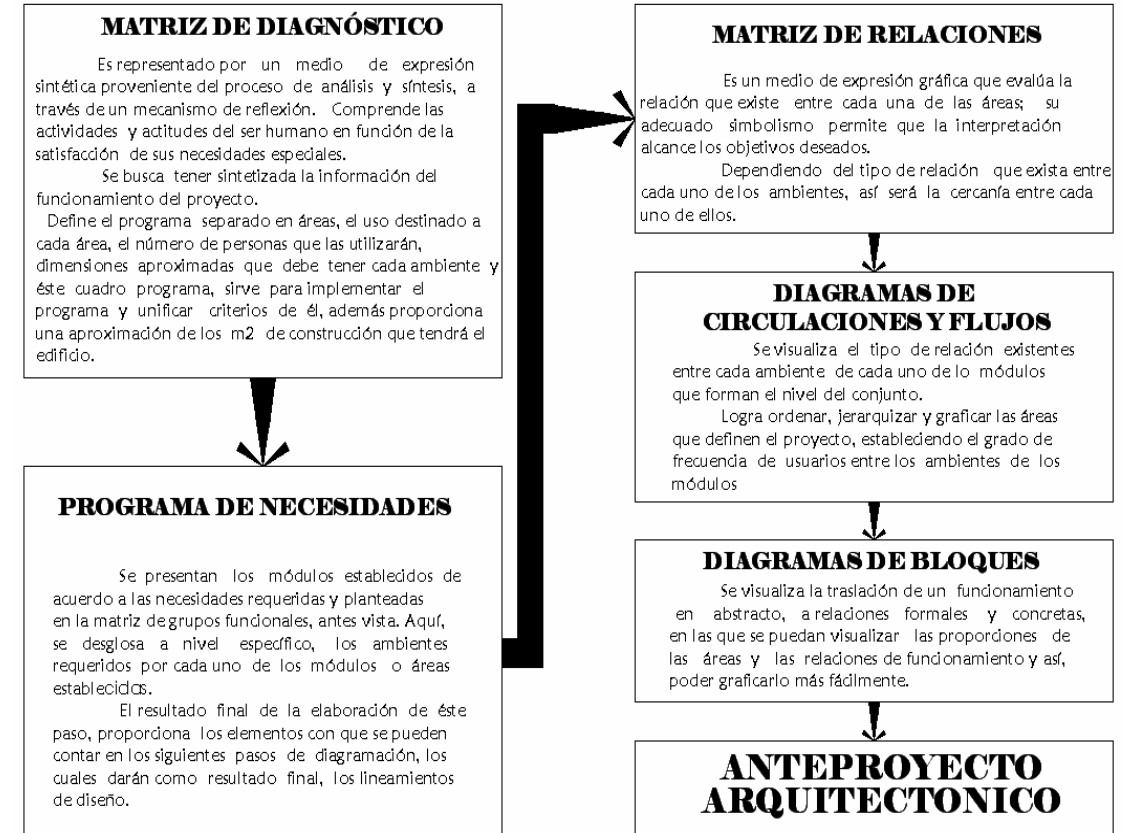 MATRIZ DE DIAGNÓSTICO
Es representado por un medio de expresión
sintética proveniente del proceso de análisis y síntesis, a
través de un mecanismo de reflexión. Comprende las
actividades y actitudes del ser humano en función de la
satisfacción de sus necesidades especiales.
Se busca tener sintetizada la información del
funcionamiento del proyecto.
Define el programa separado en áreas, el uso destinado a
cada área, el número de personas que las utilizarán,
dimensiones aproximadas que debe tener cada ambiente y
éste cuadro programa, sirve para implementar el
programa y unificar criterios de él, además proporciona
una aproximación de los m2 de construcción que tendrá el
edificio.
PROGRAMA DE NECESIDADES
Se presentan los módulos establecidos de
acuerdo a las necesidades requeridas y planteadas
en la matriz de grupos funcionales, antes vista. Aquí,
se desglosa a nivel específico, los ambientes
requeridos por cada uno de los módulos o áreas
establecidas.
El resultado final de la elaboración de éste
paso, proporciona los elementos con que se pueden
contar en los siguientes pasos de diagramación, los
cuales darán como resultado final, los lineamientos
de diseño.
MATRIZ DE RELACIONES
Es un medio de expresión gráfica que evalúa la
relación que existe entre cada una de las áreas; su
adecuado simbolismo permite que la interpretación
alcance los objetivos deseados.
Dependiendo del tipo de relación que exista entre
cada uno de los ambientes, así será la cercanía entre cada
uno de ellos.
DIAGRAMAS DE
CIRCULACIONES Y FLUJOS
Se visualiza el tipo de relación existentes
entre cada ambiente de cada uno de lo módulos
que forman el nivel del conjunto.
Logra ordenar, jerarquizar y graficar las áreas
que definen el proyecto, estableciendo el grado de
frecuencia de usuarios entre los ambientes de los
módulos
DIAGRAMAS DE BLOQUES
Se visualiza la traslación de un funcionamiento
en abstracto, a relaciones formales y concretas,
en las que se puedan visualizar las proporciones de
las áreas y las relaciones de funcionamiento y así,
poder graficarlo más fácilmente.
ANTEPROYECTO
ARQUITECTONICO